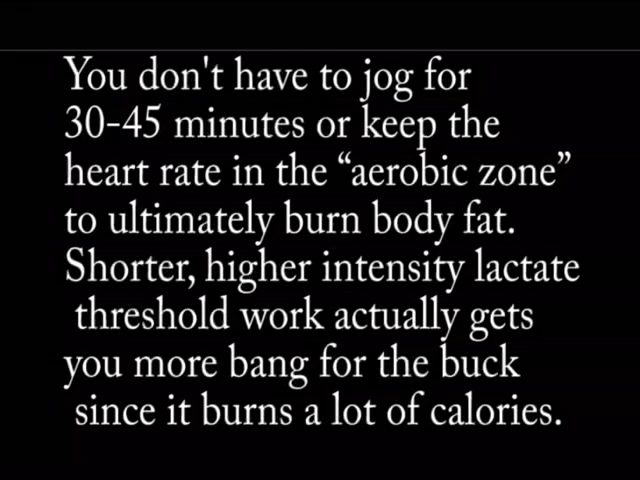 You don't have to jog for
30-45 minutes or keep the
heart rate in the “aerobic zone”
to ultimately burn body fat.
Shorter, higher intensity lactate
threshold work actually gets
you more bang for the buck
since it burns a lot of calories.